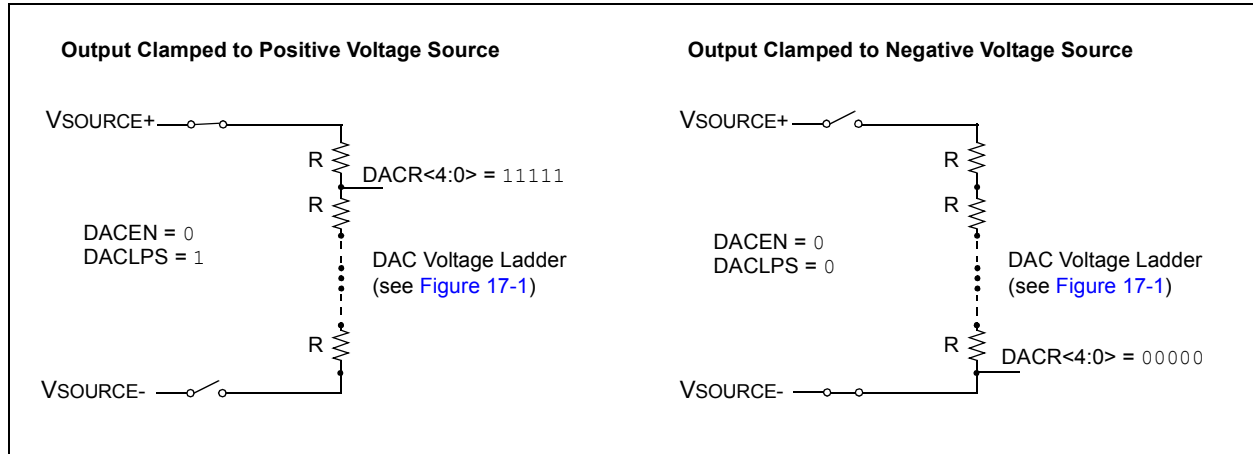 Output Clamped to Positive Voltage Source
VSOURCE+
R
DACR<4:0> = 11111
R
DACEN = 0
DACLPS = 1
DAC Voltage Ladder
(see Figure 17-1)
R
VSOURCE-
Output Clamped to Negative Voltage Source
VSOURCE+
R
R
DACEN = 0
DACLPS = 0
DAC Voltage Ladder
(see Figure 17-1)
R
DACR<4:0> = 00000
VSOURCE-